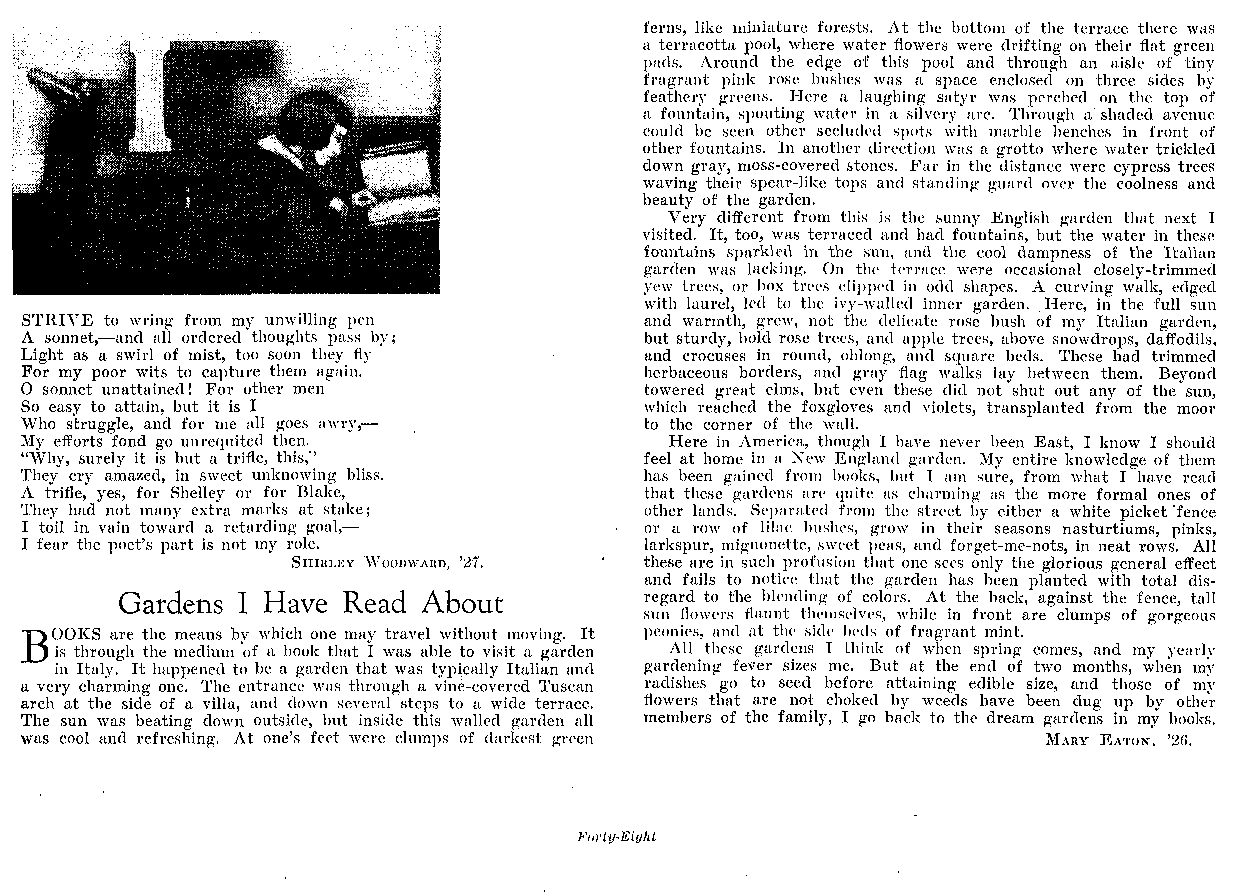 STRIVE to wring from my unwilling pen
A sonnet,—and all ordered thoughts pass by;
Light as a swirl of mist, too soon they fly
For my poor wits to capture them again.
O sonnet unattained! For other men
So easy to attain, but it is I
Who struggle, and for me all goes awry,—
My efforts fond go unrequited then.
"Why, surely it is but a trifle, this,"
They cry amazed, in sweet unknowing bliss.
A trifle, yes, for Shelley or for Blake,
They had not many extra marks at stake;
I toil in vain toward a retarding goal,—
I fear the poet's part is not my role.
SHIRLEY WOODWARD, '27.
Gardens I Have Read About
BOOKS are the means by which one may travel without moving. It
is through the medium of a book that I was able to visit a garden
in Italy. It happened to be a garden that was typically Italian and
a very charming one. The entrance was through a vine-covered Tuscan
arch at the side of a villa, and down several steps to a wide terrace.
The sun was beating down outside, but inside this walled garden all
was cool and refreshing. At one's feet were clumps of darkest green
ferns, like miniature forests. At the bottom of the terrace there was
a terracotta pool, where water flowers were drifting on their flat green
pads. Around the edge of this pool and through an aisle of tiny
fragrant pink rose bushes was a space enclosed on three sides by
feathery greens. Here a laughing satyr was perched on the top of
a fountain, spouting water in a silvery arc. Through a shaded avenue
could be seen other secluded spots with marble benches in front of
other fountains. In another direction was a grotto where water trickled
down gray, moss-covered stones. Far in the distance were cypress trees
waving their spear-like tops and standing guard over the coolness and
beauty of the garden.
Very different from this is the sunny English garden that next I
visited. It, too, was terraced and had fountains, but the water in these
fountains sparkled in the sun, and the cool dampness of the Italian
garden was lacking. On the terrace were occasional closely-trimmed
yew trees, or box trees clipped in odd shapes. A curving walk, edged
with laurel, led to the ivy-walled inner garden. Here, in the full sun
and warmth, grew, not the delicate rose bush of my Italian garden,
but sturdy, bold rose trees, and apple trees, above snowdrops, daffodils,
and crocuses in round, oblong, and square beds. These had trimmed
herbaceous borders, and gray flag walks lay between them. Beyond
towered great elms, but even these did not shut out any of the sun,
which reached the foxgloves and violets, transplanted from the moor
to the corner of the wall.
Here in America, though I have never been East, I know I should
feel at home in a New England garden. My entire knowledge of them
has been gained from books, but I am sure, from what I have read
that these gardens are quite as charming as the more formal ones of
other lands. Separated from the street by either a white picket fence
or a row of lilac bushes, grow in their seasons nasturtiums, pinks,
larkspur, mignonette, sweet peas, and forget-me-nots, in neat rows. All
these are in such profusion that one sees only the glorious general effect
and fails to notice that the garden has been planted with total dis-
regard to the blending of colors. At the back, against the fence, tall
sun flowers flaunt themselves, while in front are clumps of gorgeous
peonies, and at the side beds of fragrant mint.
All these gardens I think of when spring comes, and my yearly
gardening fever sizes me. But at the end of two months, when my
radishes go to seed before attaining edible size, and those of my
flowers that are not choked by weeds have been dug up by other
members of the family, I go back to the dream gardens in my books.
MARY EATON, '26.
Forty-Eight